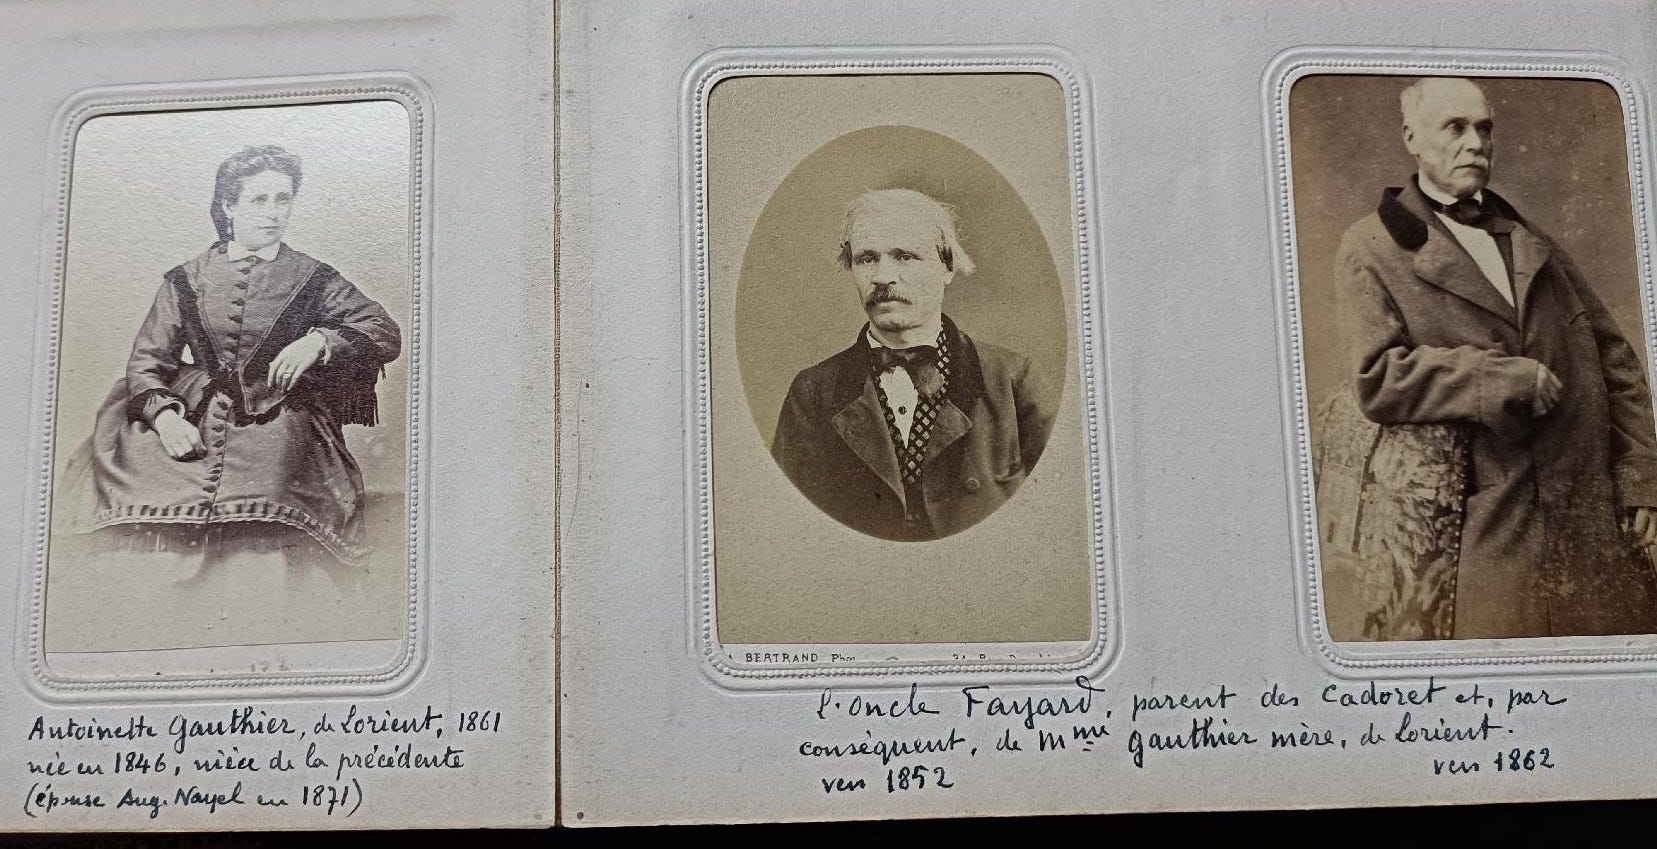 Antoinette Gauthier, de Lorient, 1861
née en 1846, nièce de la précédente
(épouse Aug. Nayel en 1871)
BERTRAND Phot
l'oncle Fayard, parent des Cadoret et, par
conséquent, de Mme Gauthier mère, de Lorient.
vers 1852
vers 1862